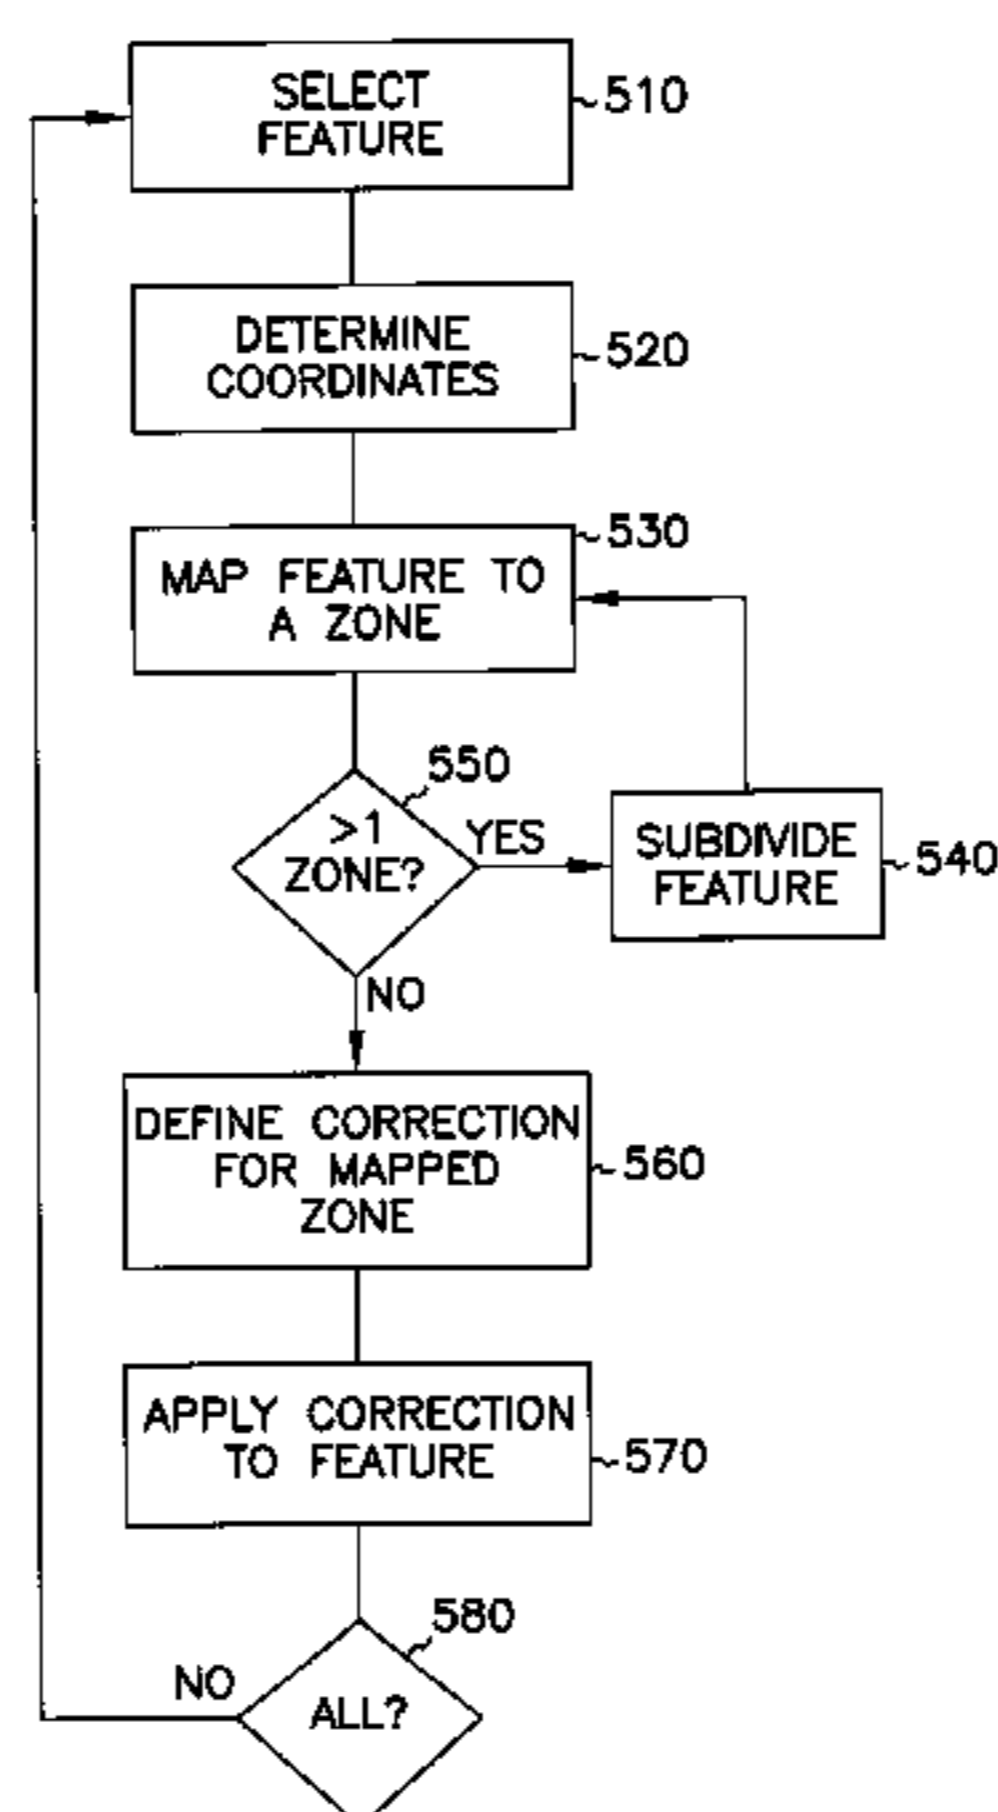 SELECT
FEATURE
510
DETERMINE
COORDINATES
520
530
MAP FEATURE TO
A ZONE
550
>1
ZONE?
YES
SUBDIVIDE
FEATURE
540
NO
DEFINE CORRECTION
FOR MAPPED
ZONE
560
APPLY CORRECTION
TO FEATURE
570
580
NO
ALL?